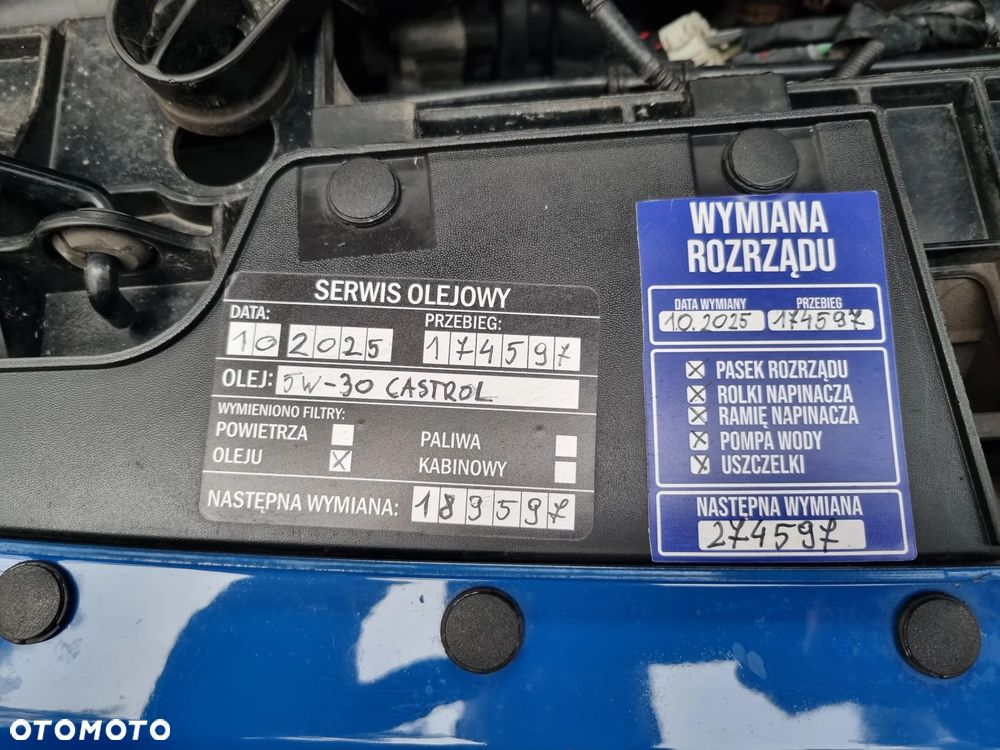 SERWIS OLEJOWY
DATA: PRZEBIEG:
10 2025 174597
OLEJ: 5W-30 CASTROL
WYMIENIONO FILTRY:
POWIETRZA PALIWA
OLEJU X KABINOWY
NASTĘPNA WYMIANA: 189597
WYMIANA
ROZRZĄDU
DATA WYMIANY PRZEBIEG
10.2025 174597
X PASEK ROZRZĄDU
X ROLKI NAPINACZA
X RAMIĘ NAPINACZA
X POMPA WODY
X USZCZELKI
NASTĘPNA WYMIANA
274597
OTOMOTO